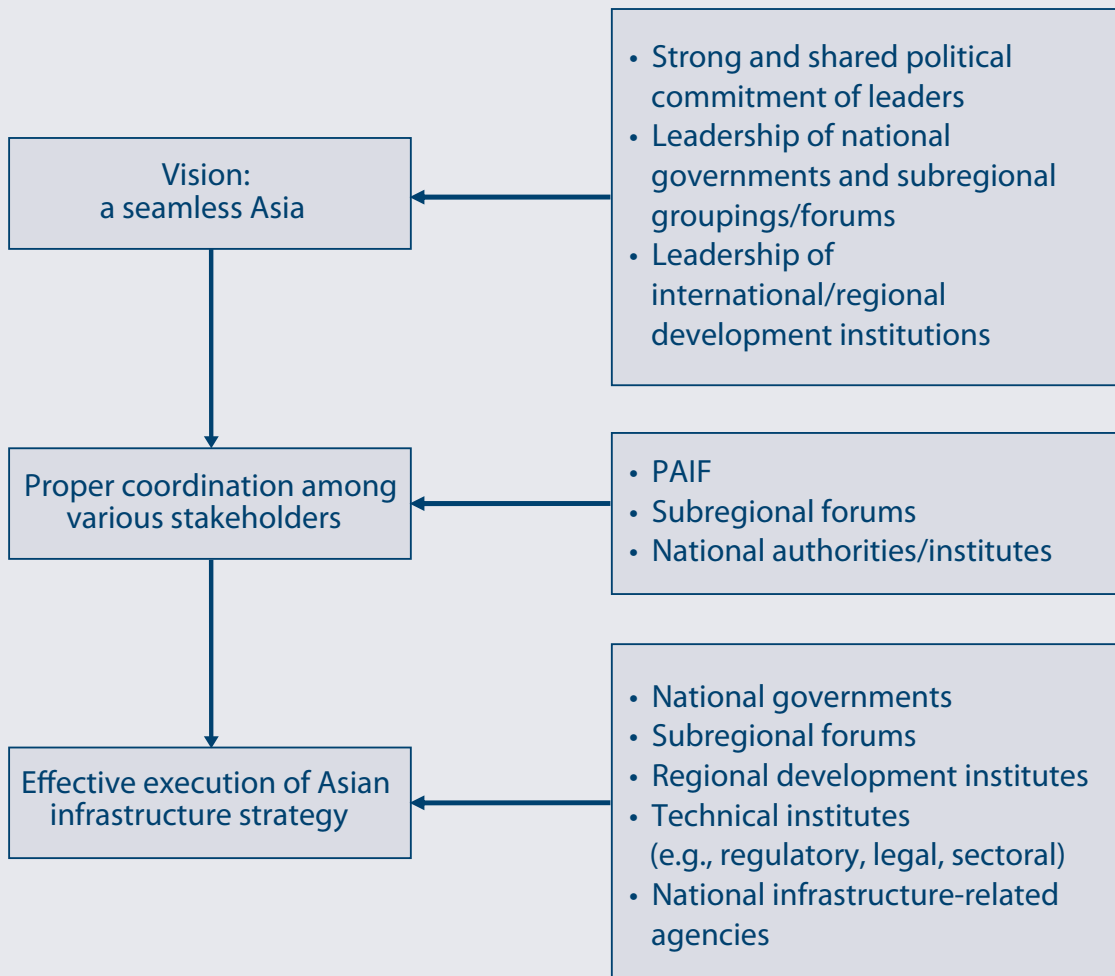 Vision:
a seamless Asia
• Strong and shared political
commitment of leaders
• Leadership of national
governments and subregional
groupings/forums
• Leadership of
international/regional
development institutions
Proper coordination among
various stakeholders
• PAIF
• Subregional forums
• National authorities/institutes
Effective execution of Asian
infrastructure strategy
• National governments
• Subregional forums
• Regional development institutes
• Technical institutes
(e.g., regulatory, legal, sectoral)
• National infrastructure-related
agencies